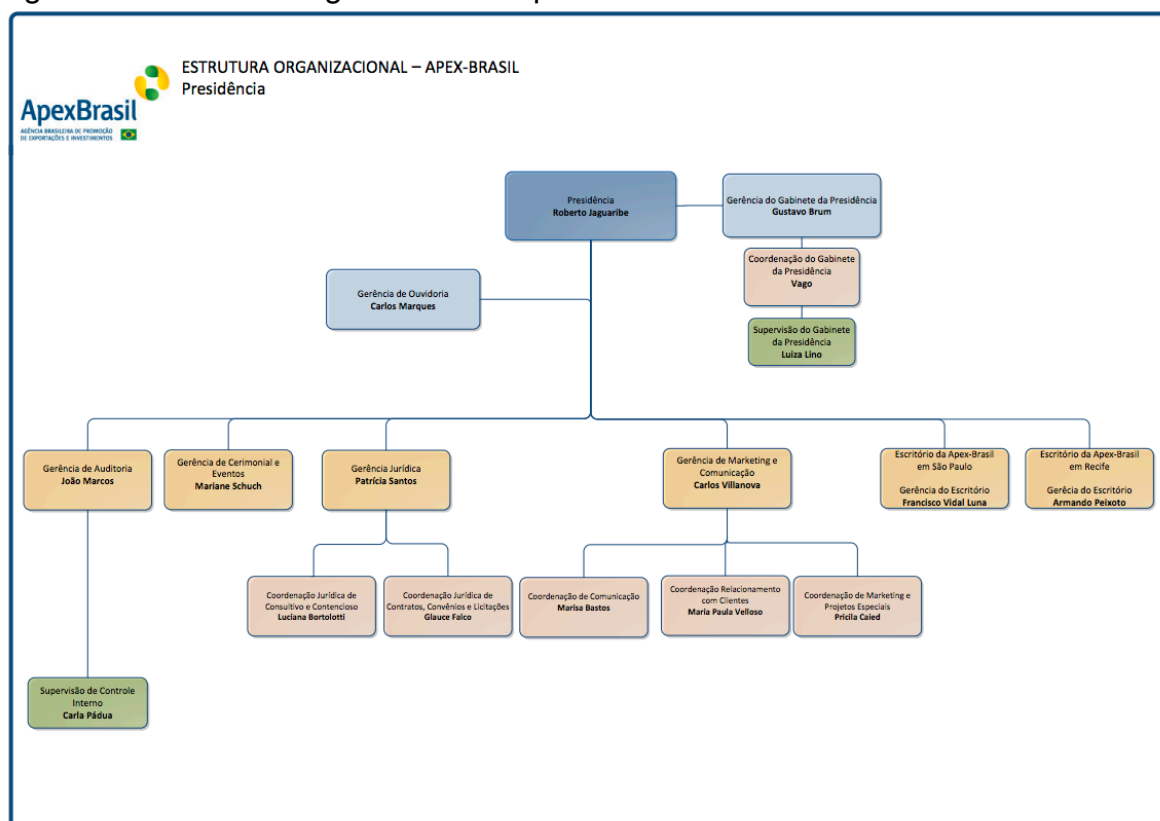 ESTRUTURA ORGANIZACIONAL – APEX-BRASIL
Presidência
ApexBrasil
AGÊNCIA BRASILEIRA DE PROMOÇÃO
DE EXPORTAÇÕES E INVESTIMENTOS
Presidência
Roberto Jaguaribe
Gerência do Gabinete da Presidência
Gustavo Brum
Coordenação do Gabinete
da Presidência
Vago
Gerência de Ouvidoria
Carlos Marques
Supervisão do Gabinete
da Presidência
Luiza Lino
Gerência de Auditoria
João Marcos
Gerência de Cerimonial e
Eventos
Mariane Schuch
Gerência Jurídica
Patrícia Santos
Gerência de Marketing e
Comunicação
Carlos Villanova
Escritório da Apex-Brasil
em São Paulo
Gerência do Escritório
Francisco Vidal Luna
Escritório da Apex-Brasil
em Recife
Gerêcia do Escritório
Armando Peixoto
Coordenação Jurídica de
Consultivo e Contencioso
Luciana Bortolotti
Coordenação Jurídica de
Contratos, Convênios e Licitações
Glauce Falco
Coordenação de Comunicação
Marisa Bastos
Coordenação Relacionamento
com Clientes
Maria Paula Velloso
Coordenação de Marketing e
Projetos Especiais
Pricila Caied
Supervisão de Controle
Interno
Carla Pádua